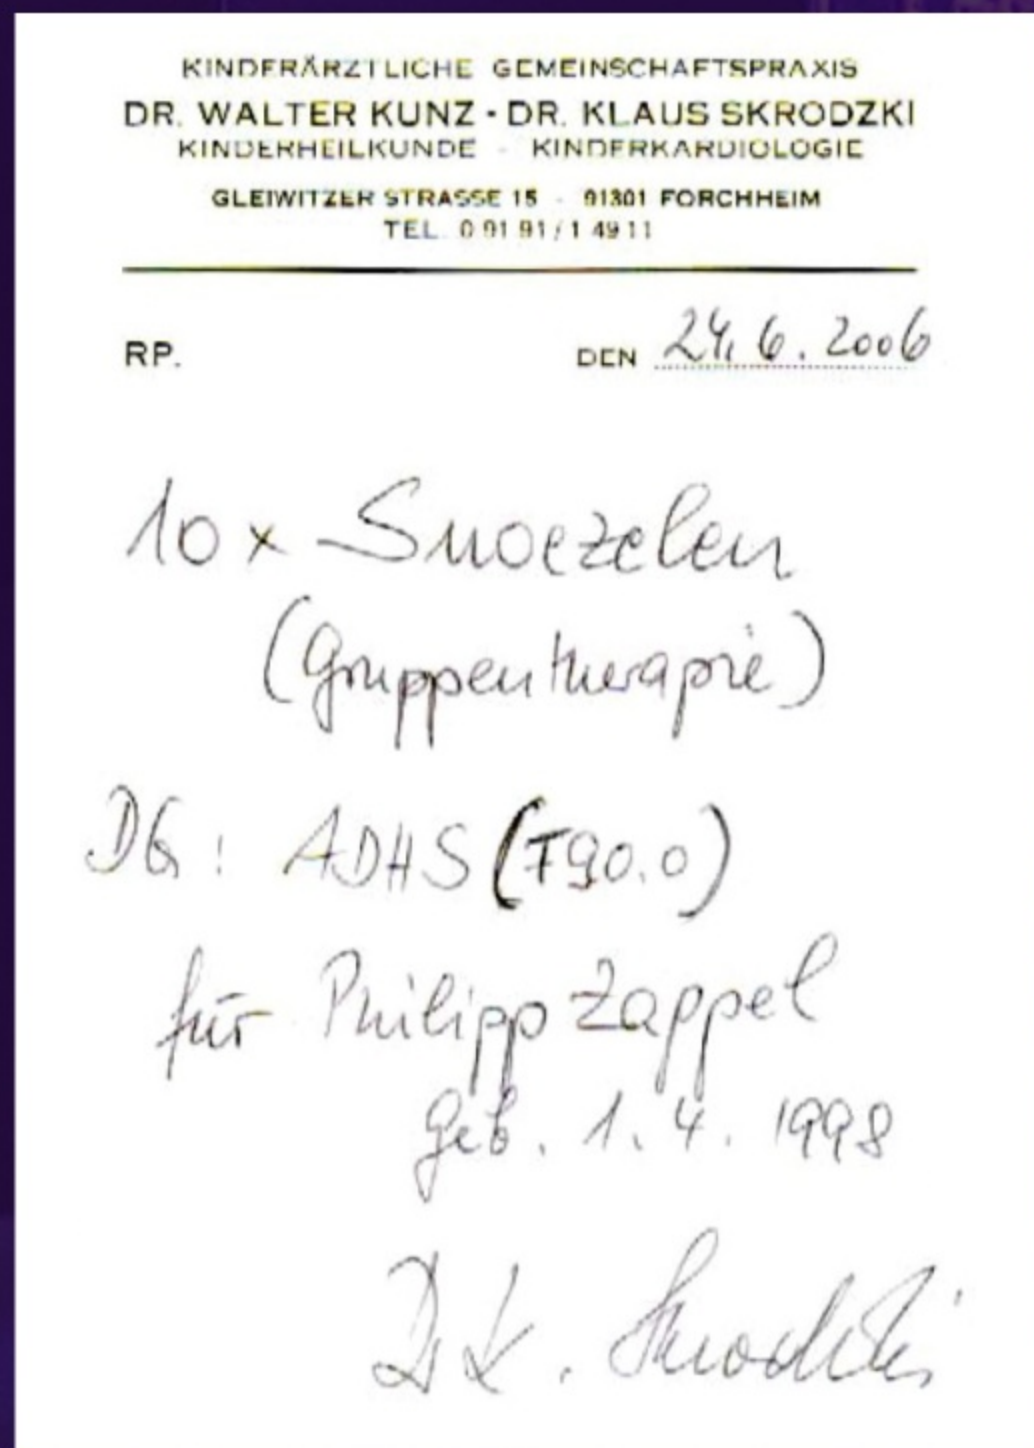 KINDERÄRZTLICHE GEMEINSCHAFTSPRAXIS
DR. WALTER KUNZ - DR. KLAUS SKRODZKI
KINDERHEILKUNDE - KINDERKARDIOLOGIE
GLEIWITZER STRASSE 15 - 91301 FORCHHEIM
TEL. 0 91 91 / 1 49 11
RP. DEN 24.6.2006
10 x Snoezelen
(Gruppentherapie)
DG: ADHS (F90.0)
für Philipp Zappel
geb. 1.4.1998
Dr K. Skrodzki